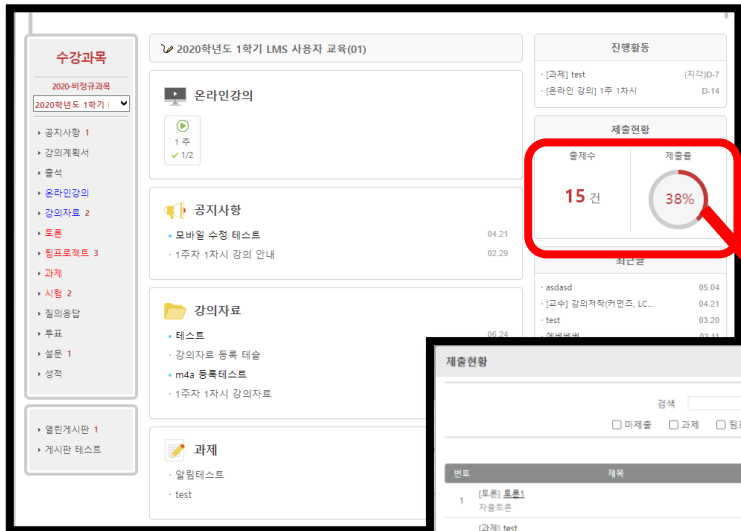 수강과목
2020-비정규과목
2020학년도 1학기 l
공지사항 1
강의계획서
출석
온라인강의
강의자료 2
토론
팀프로젝트 3
과제
시험 2
질의응답
투표
설문 1
성적
열린게시판 1
게시판 테스트
2020학년도 1학기 LMS 사용자 교육(01)
온라인강의
1 주
1/2
공지사항
모바일 수정 테스트 04.21
1주차 1차시 강의 안내 02.29
강의자료
테스트 06.24
강의자료 등록 테슽
m4a 등록테스트
1주차 1차시 강의자료
과제
알림테스트
test
진행활동
[과제] test (지각)D-7
[온라인 강의] 1주 1차시 D-14
제출현황
출제수 제출률
15 건 38%
최근글
asdasd 05.04
[교수] 강의저작(커먼즈, LC... 04.21
test 03.20
제출현황
검색
미제출 과제
번호 제목
1 [토론] 토론1
자율토론
[과제] test